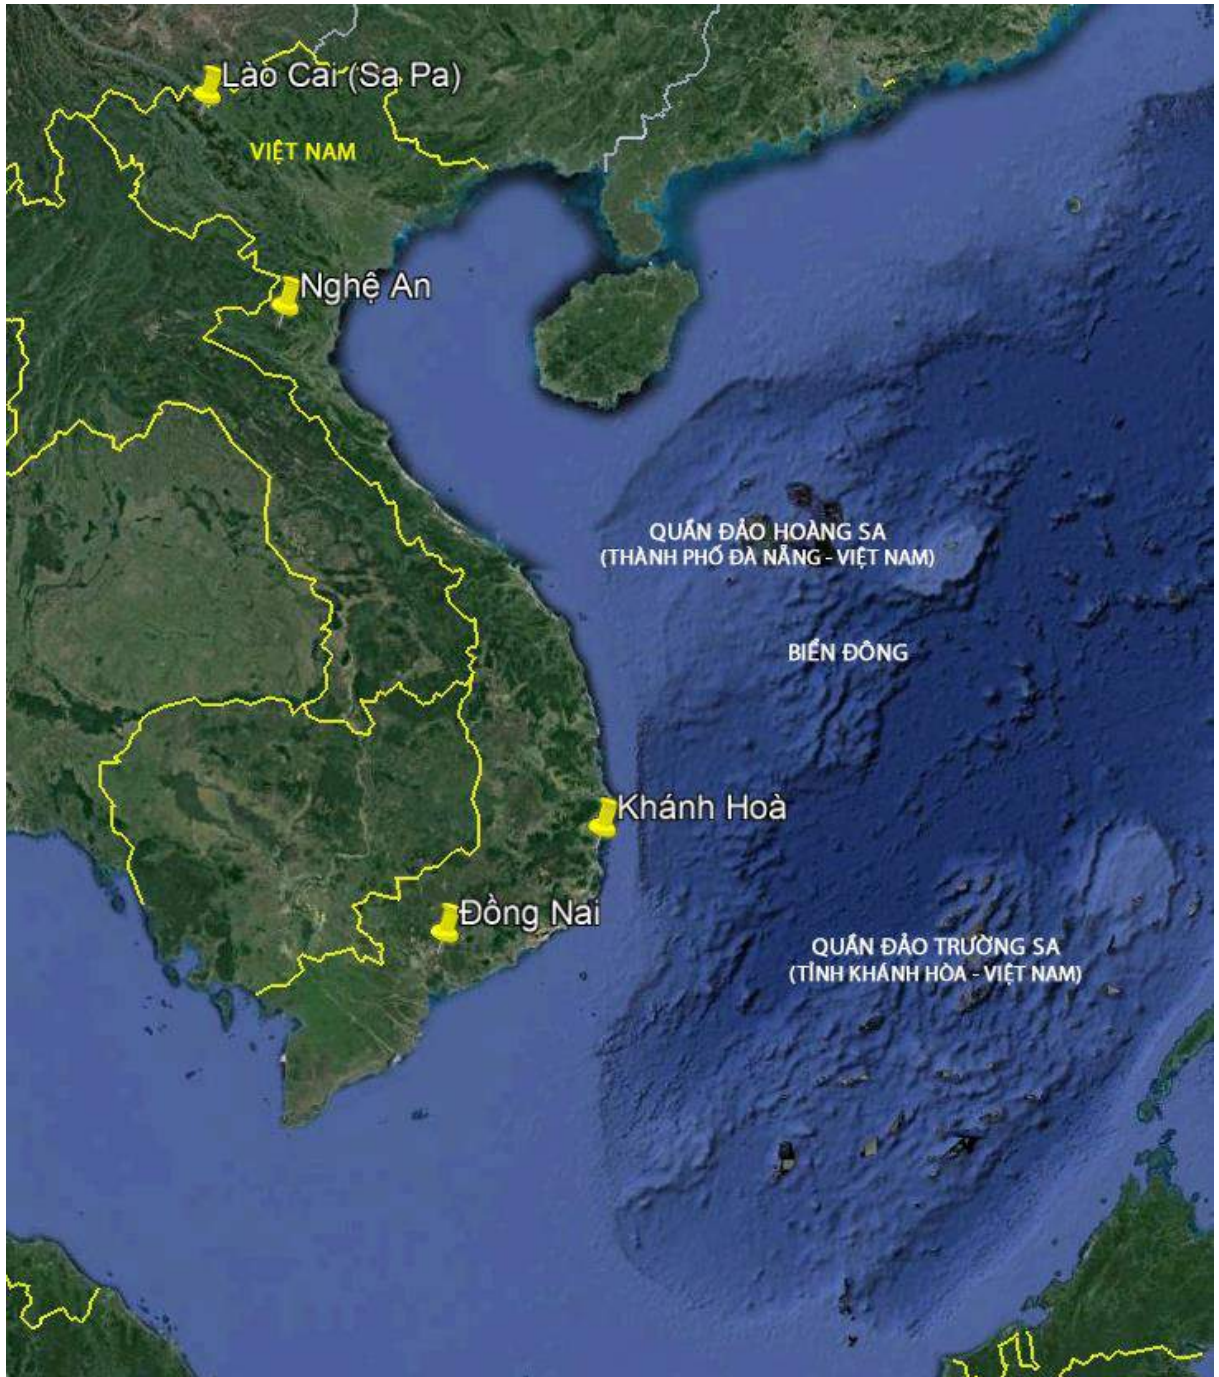 Lào Cai (Sa Pa)
VIỆT NAM
Nghệ An
QUẦN ĐẢO HOÀNG SA
(THÀNH PHỐ ĐÀ NẴNG - VIỆT NAM)
BIỂN ĐÔNG
Khánh Hoà
Đồng Nai
QUẦN ĐẢO TRƯỜNG SA
(TỈNH KHÁNH HÒA - VIỆT NAM)